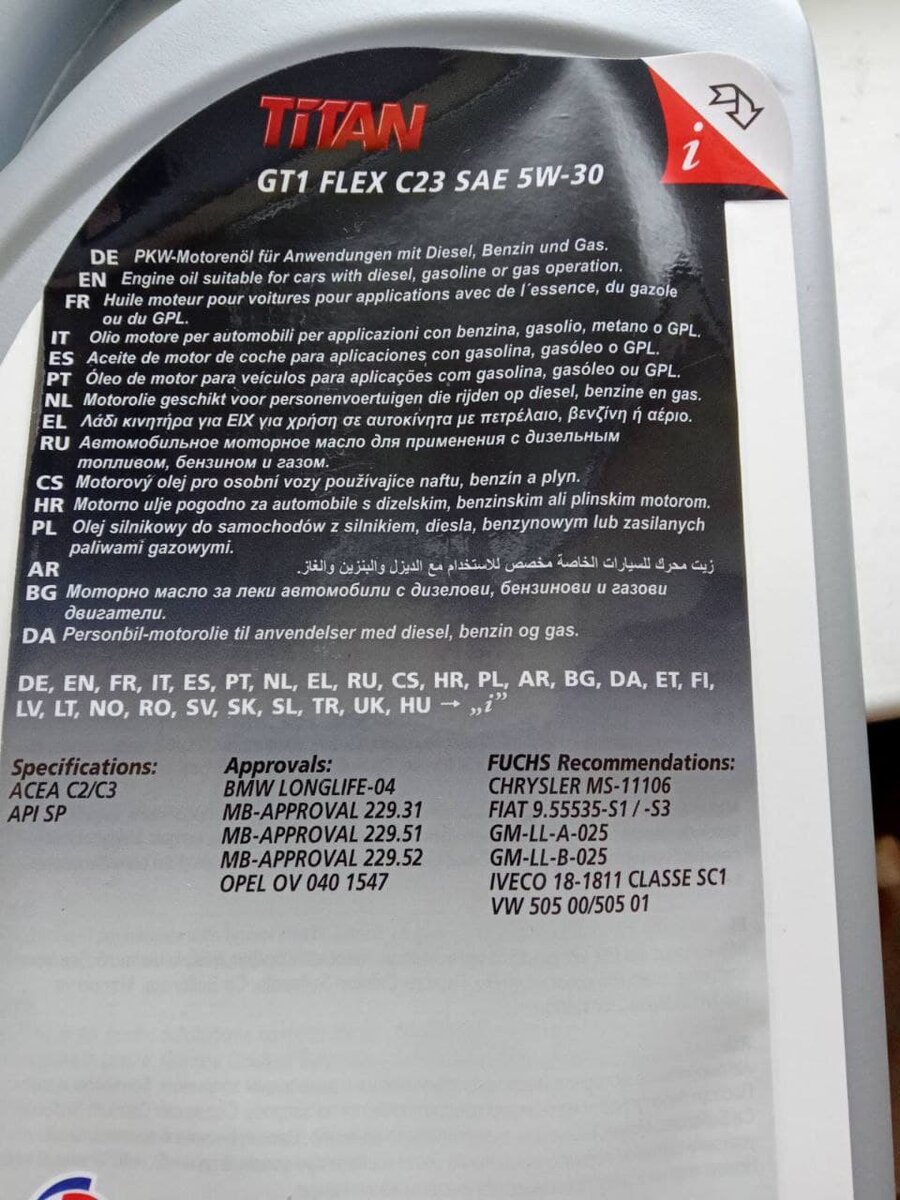 TiTAN
GT1 FLEX C23 SAE 5W-30
i
DE PKW-Motorenöl für Anwendungen mit Diesel, Benzin und Gas.
EN Engine oil suitable for cars with diesel, gasoline or gas operation.
FR Huile moteur pour voitures pour applications avec de l´essence, du gazole
ou du GPL.
IT Olio motore per automobili per applicazioni con benzina, gasolio, metano o GPL.
ES Aceite de motor de coche para aplicaciones con gasolina, gasóleo o GPL.
PT Óleo de motor para veículos para aplicações com gasolina, gasóleo ou GPL.
NL Motorolie geschikt voor personenvoertuigen die rijden op diesel, benzine en gas.
EL Λάδι κινητήρα για ΕΙΧ για χρήση σε αυτοκίνητα με πετρέλαιο, βενζίνη ή αέριο.
RU Автомобильное моторное масло для применения с дизельным
топливом, бензином и газом.
CS Motorový olej pro osobní vozy používajíce naftu, benzín a plyn.
HR Motorno ulje pogodno za automobile s dizelskim, benzinskim ali plinskim motorom.
PL Olej silnikowy do samochodów z silnikiem, diesla, benzynowym lub zasilanych
paliwami gazowymi.
AR زيت محرك للسيارات الخاصة مخصص للاستخدام مع الديزل والبنزين والغاز.
BG Моторно масло за леки автомобили с дизелови, бензинови и газови
двигатели.
DA Personbil-motorolie til anvendelser med diesel, benzin og gas.
DE, EN, FR, IT, ES, PT, NL, EL, RU, CS, HR, PL, AR, BG, DA, ET, FI,
LV, LT, NO, RO, SV, SK, SL, TR, UK, HU → „i”
Specifications:
ACEA C2/C3
API SP
Approvals:
BMW LONGLIFE-04
MB-APPROVAL 229.31
MB-APPROVAL 229.51
MB-APPROVAL 229.52
OPEL OV 040 1547
FUCHS Recommendations:
CHRYSLER MS-11106
FIAT 9.55535-S1 / -S3
GM-LL-A-025
GM-LL-B-025
IVECO 18-1811 CLASSE SC1
VW 505 00/505 01